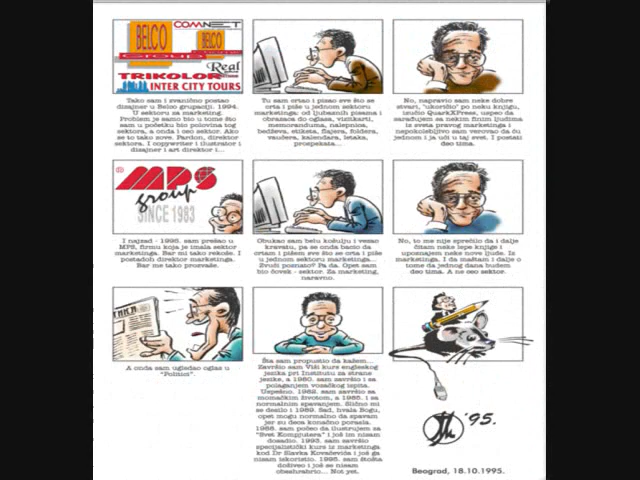 BELCO
COMNET
BELCO
Group
Real
TRIKOLOR
INTER CITY TOURS
Tako sam i zvanično postao
dizajner u Belco grupaciji. 1994.
U sektoru za marketing.
Problem je samo bio u tome što
sam u početku bio polovina tog
sektora, a onda i ceo sektor. Ako
se to tako zove. Pardon, direktor
sektora. I copywriter i ilustrator i
dizajner i art direktor i...
Tu sam crtao i pisao sve što se
crta i piše u jednom sektoru
marketinga: od ljubavnih pisama i
obrazaca do oglasa, vizitkarti,
memoranduma, nalepnica,
bedževa, etiketa, flajera, foldera,
vaučera, kalendara, letaka,
prospekata...
No, napravio sam neke dobre
stvari, "ukoričio" po neku knjigu,
izučio QuarkXPress, uspeo da
sarađujem sa nekim finim ljudima
iz sveta pravog marketinga i
nepokolebljivo sam verovao da ću
jednom i ja ući u taj svet. I postati
deo tima.
MPS
group
SINCE 1983
I najzad - 1995. sam prešao u
MPS, firmu koja je imala sektor
marketinga. Bar mi tako rekoše. I
postadoh direktor marketinga.
Bar me tako prozvaše.
Obukao sam belu košulju i vezao
kravatu, pa se onda bacio da
crtam i pišem sve što se crta i piše
u jednom sektoru marketinga...
Zvuči poznato? Pa da. Opet sam
bio čovek - sektor. Za marketing,
naravno.
No, to me nije sprečilo da i dalje
čitam neke lepe knjige i
upoznajem neke nove ljude. Iz
marketinga. I da maštam i dalje o
tome da jednog dana budem
deo tima. A ne ceo sektor.
A onda sam ugledao oglas u
"Politici".
Šta sam propustio da kažem...
Završio sam Viši kurs engleskog
jezika pri Institutu za strane
jezike, a 1980. sam završio i sa
polaganjem vozačkog ispita.
Uspešno. 1982. sam završio sa
momačkim životom, a 1985. i sa
normalnim spavanjem. Slično mi
se desilo i 1989. Sad, hvala Bogu,
opet mogu normalno da spavam
jer su deca konačno porasla.
1988. sam počeo da ilustrujem za
"Svet Kompjutera" i još im nisam
dosadio. 1993. sam završio
specijalistički kurs iz marketinga
kod Dr Slavka Kovačevića i još ga
nisam iskoristio. 1995. sam štošta
doživeo i još se nisam
obeshrabrio... Not yet.
'95.
Beograd, 18.10.1995.